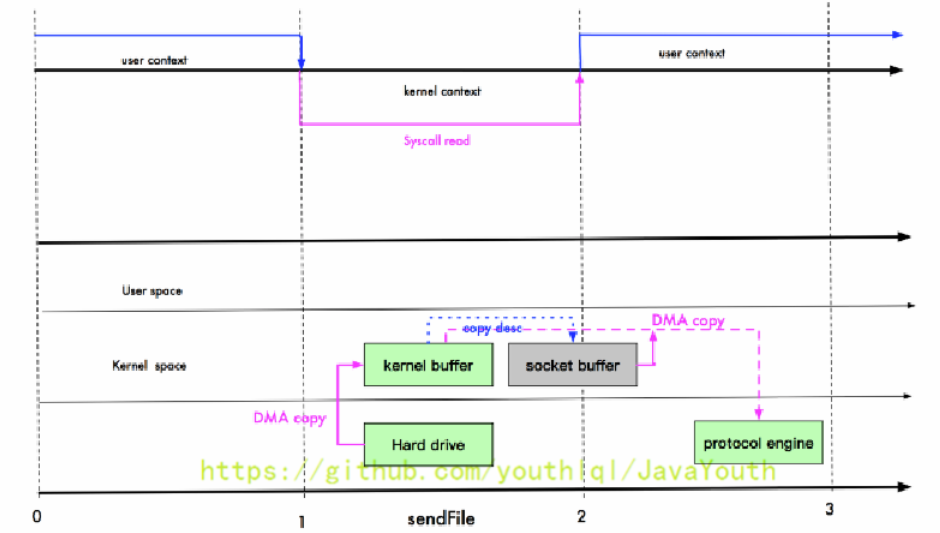 user context
user context
kernel context
Syscall read
User space
copy desc
DMA copy
Kernel space
kernel buffer
socket buffer
DMA copy
Hard drive
protocol engine
https://github.com/youthlql/JavaYouth
0
1
sendFile
2
3